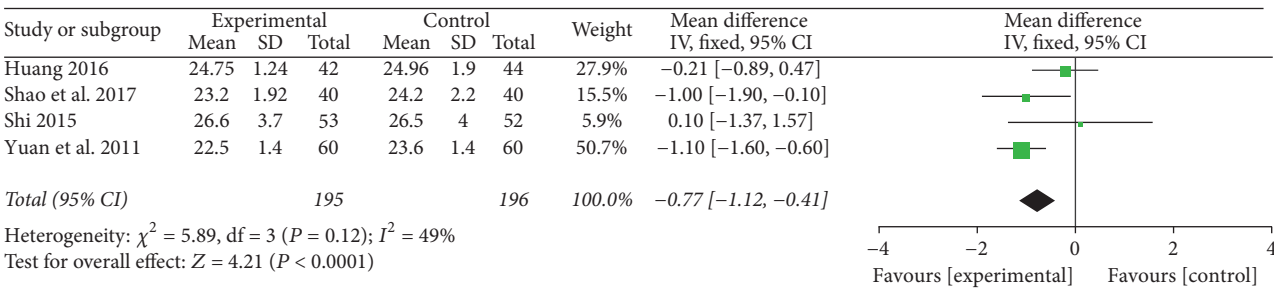 Study or subgroup Experimental Control Weight Mean difference Mean difference
Mean SD Total Mean SD Total IV, fixed, 95% CI IV, fixed, 95% CI
Huang 2016 24.75 1.24 42 24.96 1.9 44 27.9% −0.21 [−0.89, 0.47]
Shao et al. 2017 23.2 1.92 40 24.2 2.2 40 15.5% −1.00 [−1.90, −0.10]
Shi 2015 26.6 3.7 53 26.5 4 52 5.9% 0.10 [−1.37, 1.57]
Yuan et al. 2011 22.5 1.4 60 23.6 1.4 60 50.7% −1.10 [−1.60, −0.60]
Total (95% CI) 195 196 100.0% −0.77 [−1.12, −0.41]
Heterogeneity: χ² = 5.89, df = 3 (P = 0.12); I² = 49%
Test for overall effect: Z = 4.21 (P < 0.0001)
−4 −2 0 2 4
Favours [experimental] Favours [control]